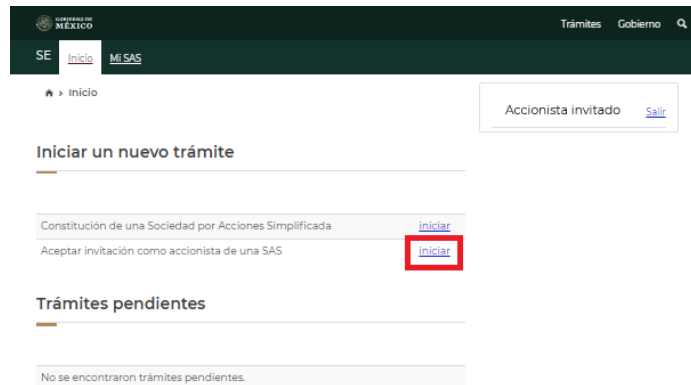 GOBIERNO DE
MÉXICO
Trámites Gobierno
SE Inicio Mi SAS
> Inicio
Accionista invitado Salir
Iniciar un nuevo trámite
Constitución de una Sociedad por Acciones Simplificada iniciar
Aceptar invitación como accionista de una SAS iniciar
Trámites pendientes
No se encontraron trámites pendientes.